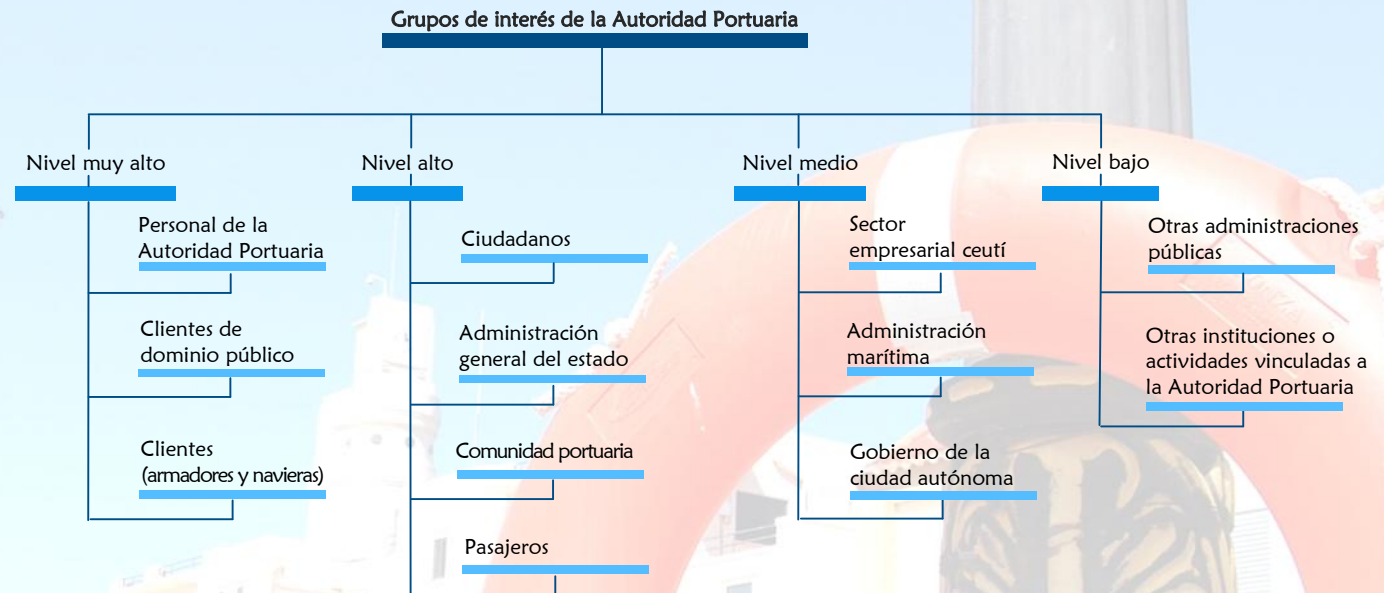 Grupos de interés de la Autoridad Portuaria
Nivel muy alto
Personal de la
Autoridad Portuaria
Clientes de
dominio público
Clientes
(armadores y navieras)
Nivel alto
Ciudadanos
Administración
general del estado
Comunidad portuaria
Pasajeros
Nivel medio
Sector
empresarial ceutí
Administración
marítima
Gobierno de la
ciudad autónoma
Nivel bajo
Otras administraciones
públicas
Otras instituciones o
actividades vinculadas a
la Autoridad Portuaria